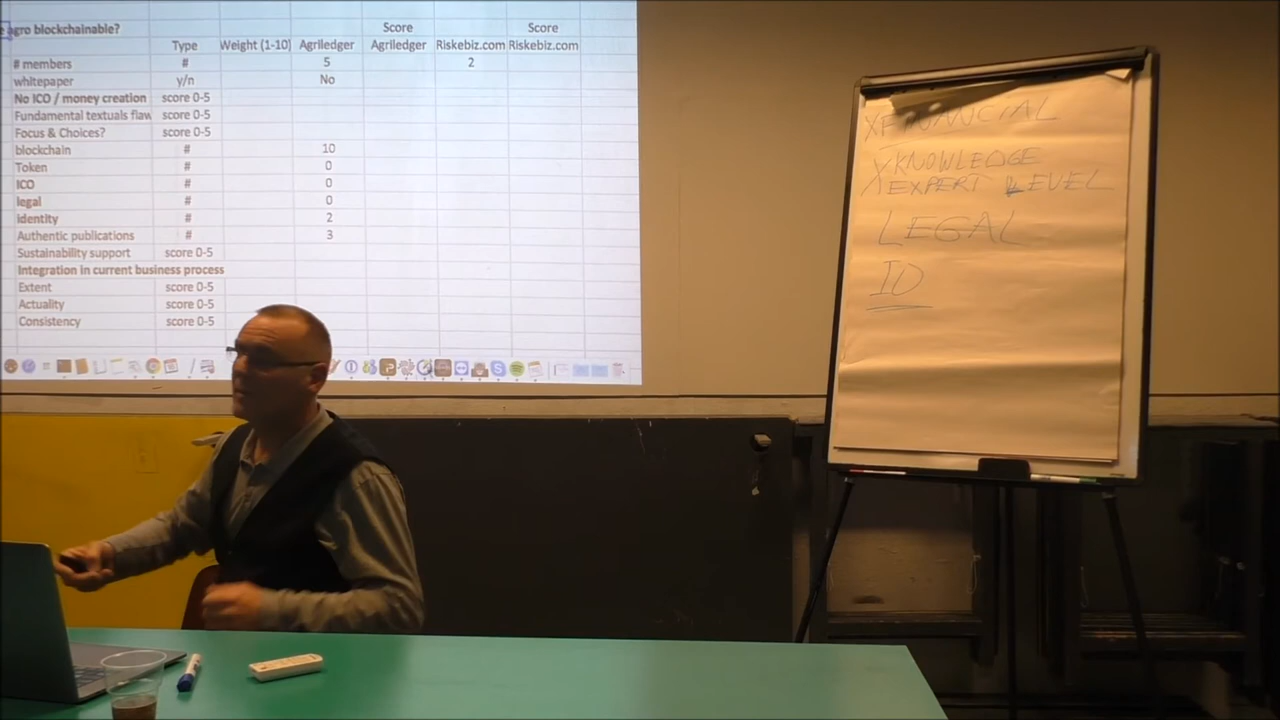 agro blockchainable? Score Score
Type Weight (1-10) Agriledger Agriledger Riskebiz.com Riskebiz.com
# members # 5 2
whitepaper y/n No
No ICO / money creation score 0-5
Fundamental textuals flaw score 0-5
Focus & Choices? score 0-5
blockchain # 10
Token # 0
ICO # 0
legal # 0
identity # 2
Authentic publications # 3
Sustainability support score 0-5
Integration in current business process
Extent score 0-5
Actuality score 0-5
Consistency score 0-5
X FINANCIAL
X KNOWLEDGE
EXPERT LEVEL
LEGAL
ID